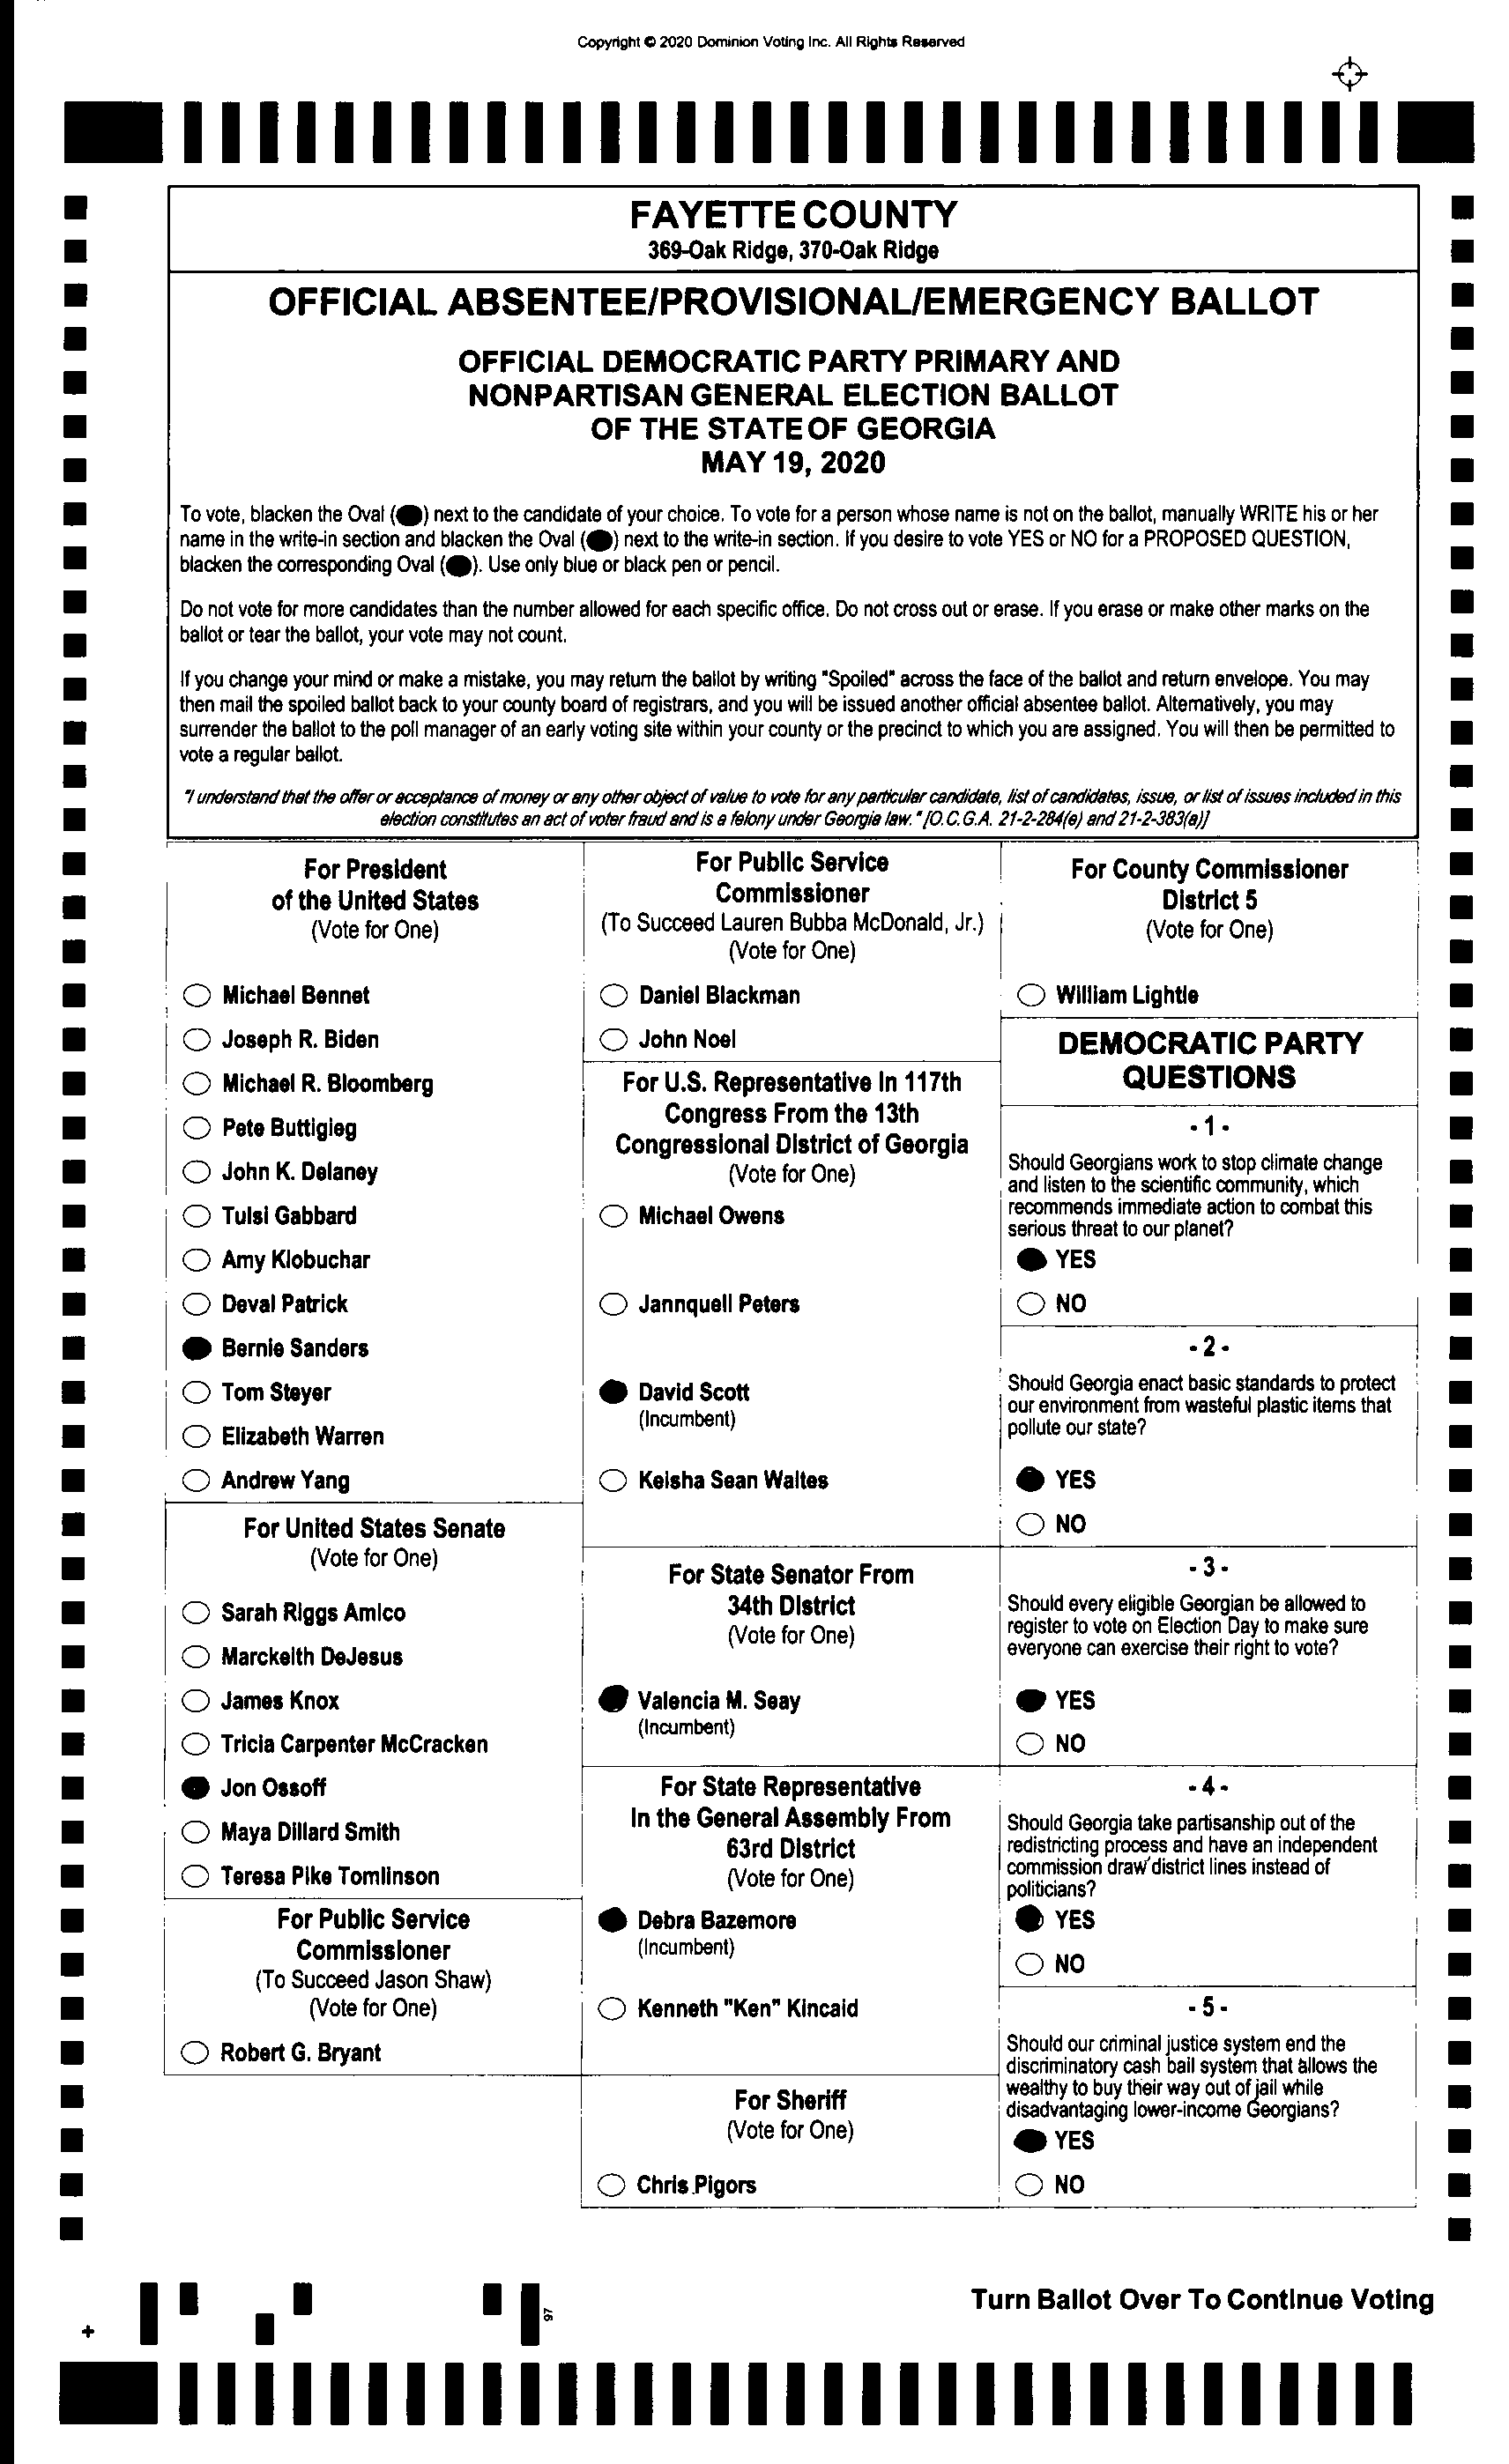 Copyright © 2020 Dominion Voting Inc. All Rights Reserved
FAYETTE COUNTY
369-Oak Ridge, 370-Oak Ridge
OFFICIAL ABSENTEE/PROVISIONAL/EMERGENCY BALLOT
OFFICIAL DEMOCRATIC PARTY PRIMARY AND
NONPARTISAN GENERAL ELECTION BALLOT
OF THE STATE OF GEORGIA
MAY 19, 2020
To vote, blacken the Oval (⬬) next to the candidate of your choice. To vote for a person whose name is not on the ballot, manually WRITE his or her
name in the write-in section and blacken the Oval (⬬) next to the write-in section. If you desire to vote YES or NO for a PROPOSED QUESTION,
blacken the corresponding Oval (⬬). Use only blue or black pen or pencil.
Do not vote for more candidates than the number allowed for each specific office. Do not cross out or erase. If you erase or make other marks on the
ballot or tear the ballot, your vote may not count.
If you change your mind or make a mistake, you may return the ballot by writing "Spoiled" across the face of the ballot and return envelope. You may
then mail the spoiled ballot back to your county board of registrars, and you will be issued another official absentee ballot. Alternatively, you may
surrender the ballot to the poll manager of an early voting site within your county or the precinct to which you are assigned. You will then be permitted to
vote a regular ballot.
"I understand that the offer or acceptance of money or any other object of value to vote for any particular candidate, list of candidates, issue, or list of issues included in this
election constitutes an act of voter fraud and is a felony under Georgia law." [O.C.G.A. 21-2-284(e) and 21-2-383(a)]
For President
of the United States
(Vote for One)
Michael Bennet
Joseph R. Biden
Michael R. Bloomberg
Pete Buttigieg
John K. Delaney
Tulsi Gabbard
Amy Klobuchar
Deval Patrick
Bernie Sanders
Tom Steyer
Elizabeth Warren
Andrew Yang
For United States Senate
(Vote for One)
Sarah Riggs Amico
Marckeith DeJesus
James Knox
Tricia Carpenter McCracken
Jon Ossoff
Maya Dillard Smith
Teresa Pike Tomlinson
For Public Service
Commissioner
(To Succeed Jason Shaw)
(Vote for One)
Robert G. Bryant
For Public Service
Commissioner
(To Succeed Lauren Bubba McDonald, Jr.)
(Vote for One)
Daniel Blackman
John Noel
For U.S. Representative in 117th
Congress From the 13th
Congressional District of Georgia
(Vote for One)
Michael Owens
Jannquell Peters
David Scott
(Incumbent)
Keisha Sean Waites
For State Senator From
34th District
(Vote for One)
Valencia M. Seay
(Incumbent)
For State Representative
In the General Assembly From
63rd District
(Vote for One)
Debra Bazemore
(Incumbent)
Kenneth "Ken" Kincaid
For Sheriff
(Vote for One)
Chris Pigors
For County Commissioner
District 5
(Vote for One)
William Lightle
DEMOCRATIC PARTY
QUESTIONS
- 1 -
Should Georgians work to stop climate change
and listen to the scientific community, which
recommends immediate action to combat this
serious threat to our planet?
YES
NO
- 2 -
Should Georgia enact basic standards to protect
our environment from wasteful plastic items that
pollute our state?
YES
NO
- 3 -
Should every eligible Georgian be allowed to
register to vote on Election Day to make sure
everyone can exercise their right to vote?
YES
NO
- 4 -
Should Georgia take partisanship out of the
redistricting process and have an independent
commission draw district lines instead of
politicians?
YES
NO
- 5 -
Should our criminal justice system end the
discriminatory cash bail system that allows the
wealthy to buy their way out of jail while
disadvantaging lower-income Georgians?
YES
NO
Turn Ballot Over To Continue Voting
97
+